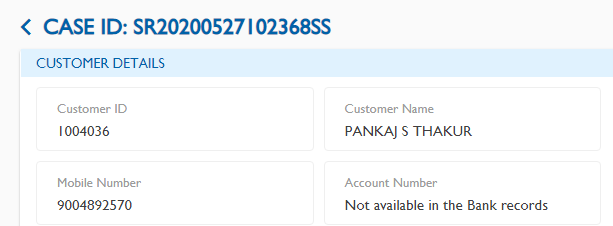 CASE ID: SR20200527102368SS
CUSTOMER DETAILS
Customer ID
1004036
Customer Name
PANKAJ S THAKUR
Mobile Number
9004892570
Account Number
Not available in the Bank records